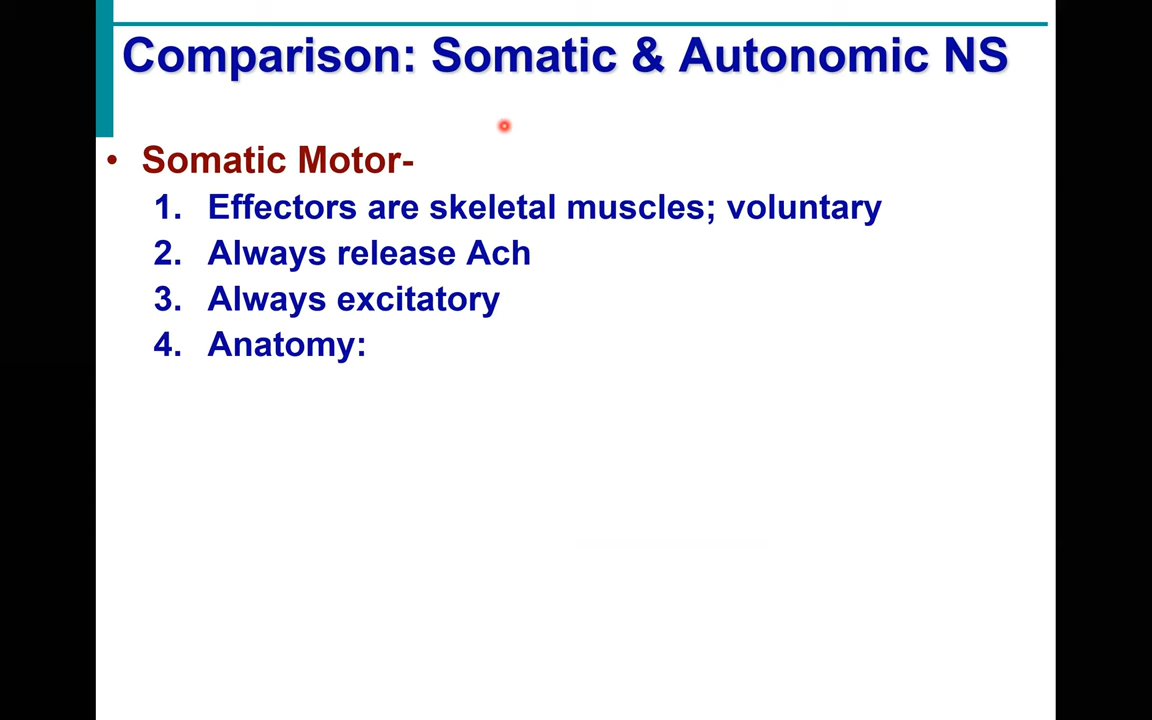 Comparison: Somatic & Autonomic NS
• Somatic Motor-
1. Effectors are skeletal muscles; voluntary
2. Always release Ach
3. Always excitatory
4. Anatomy: